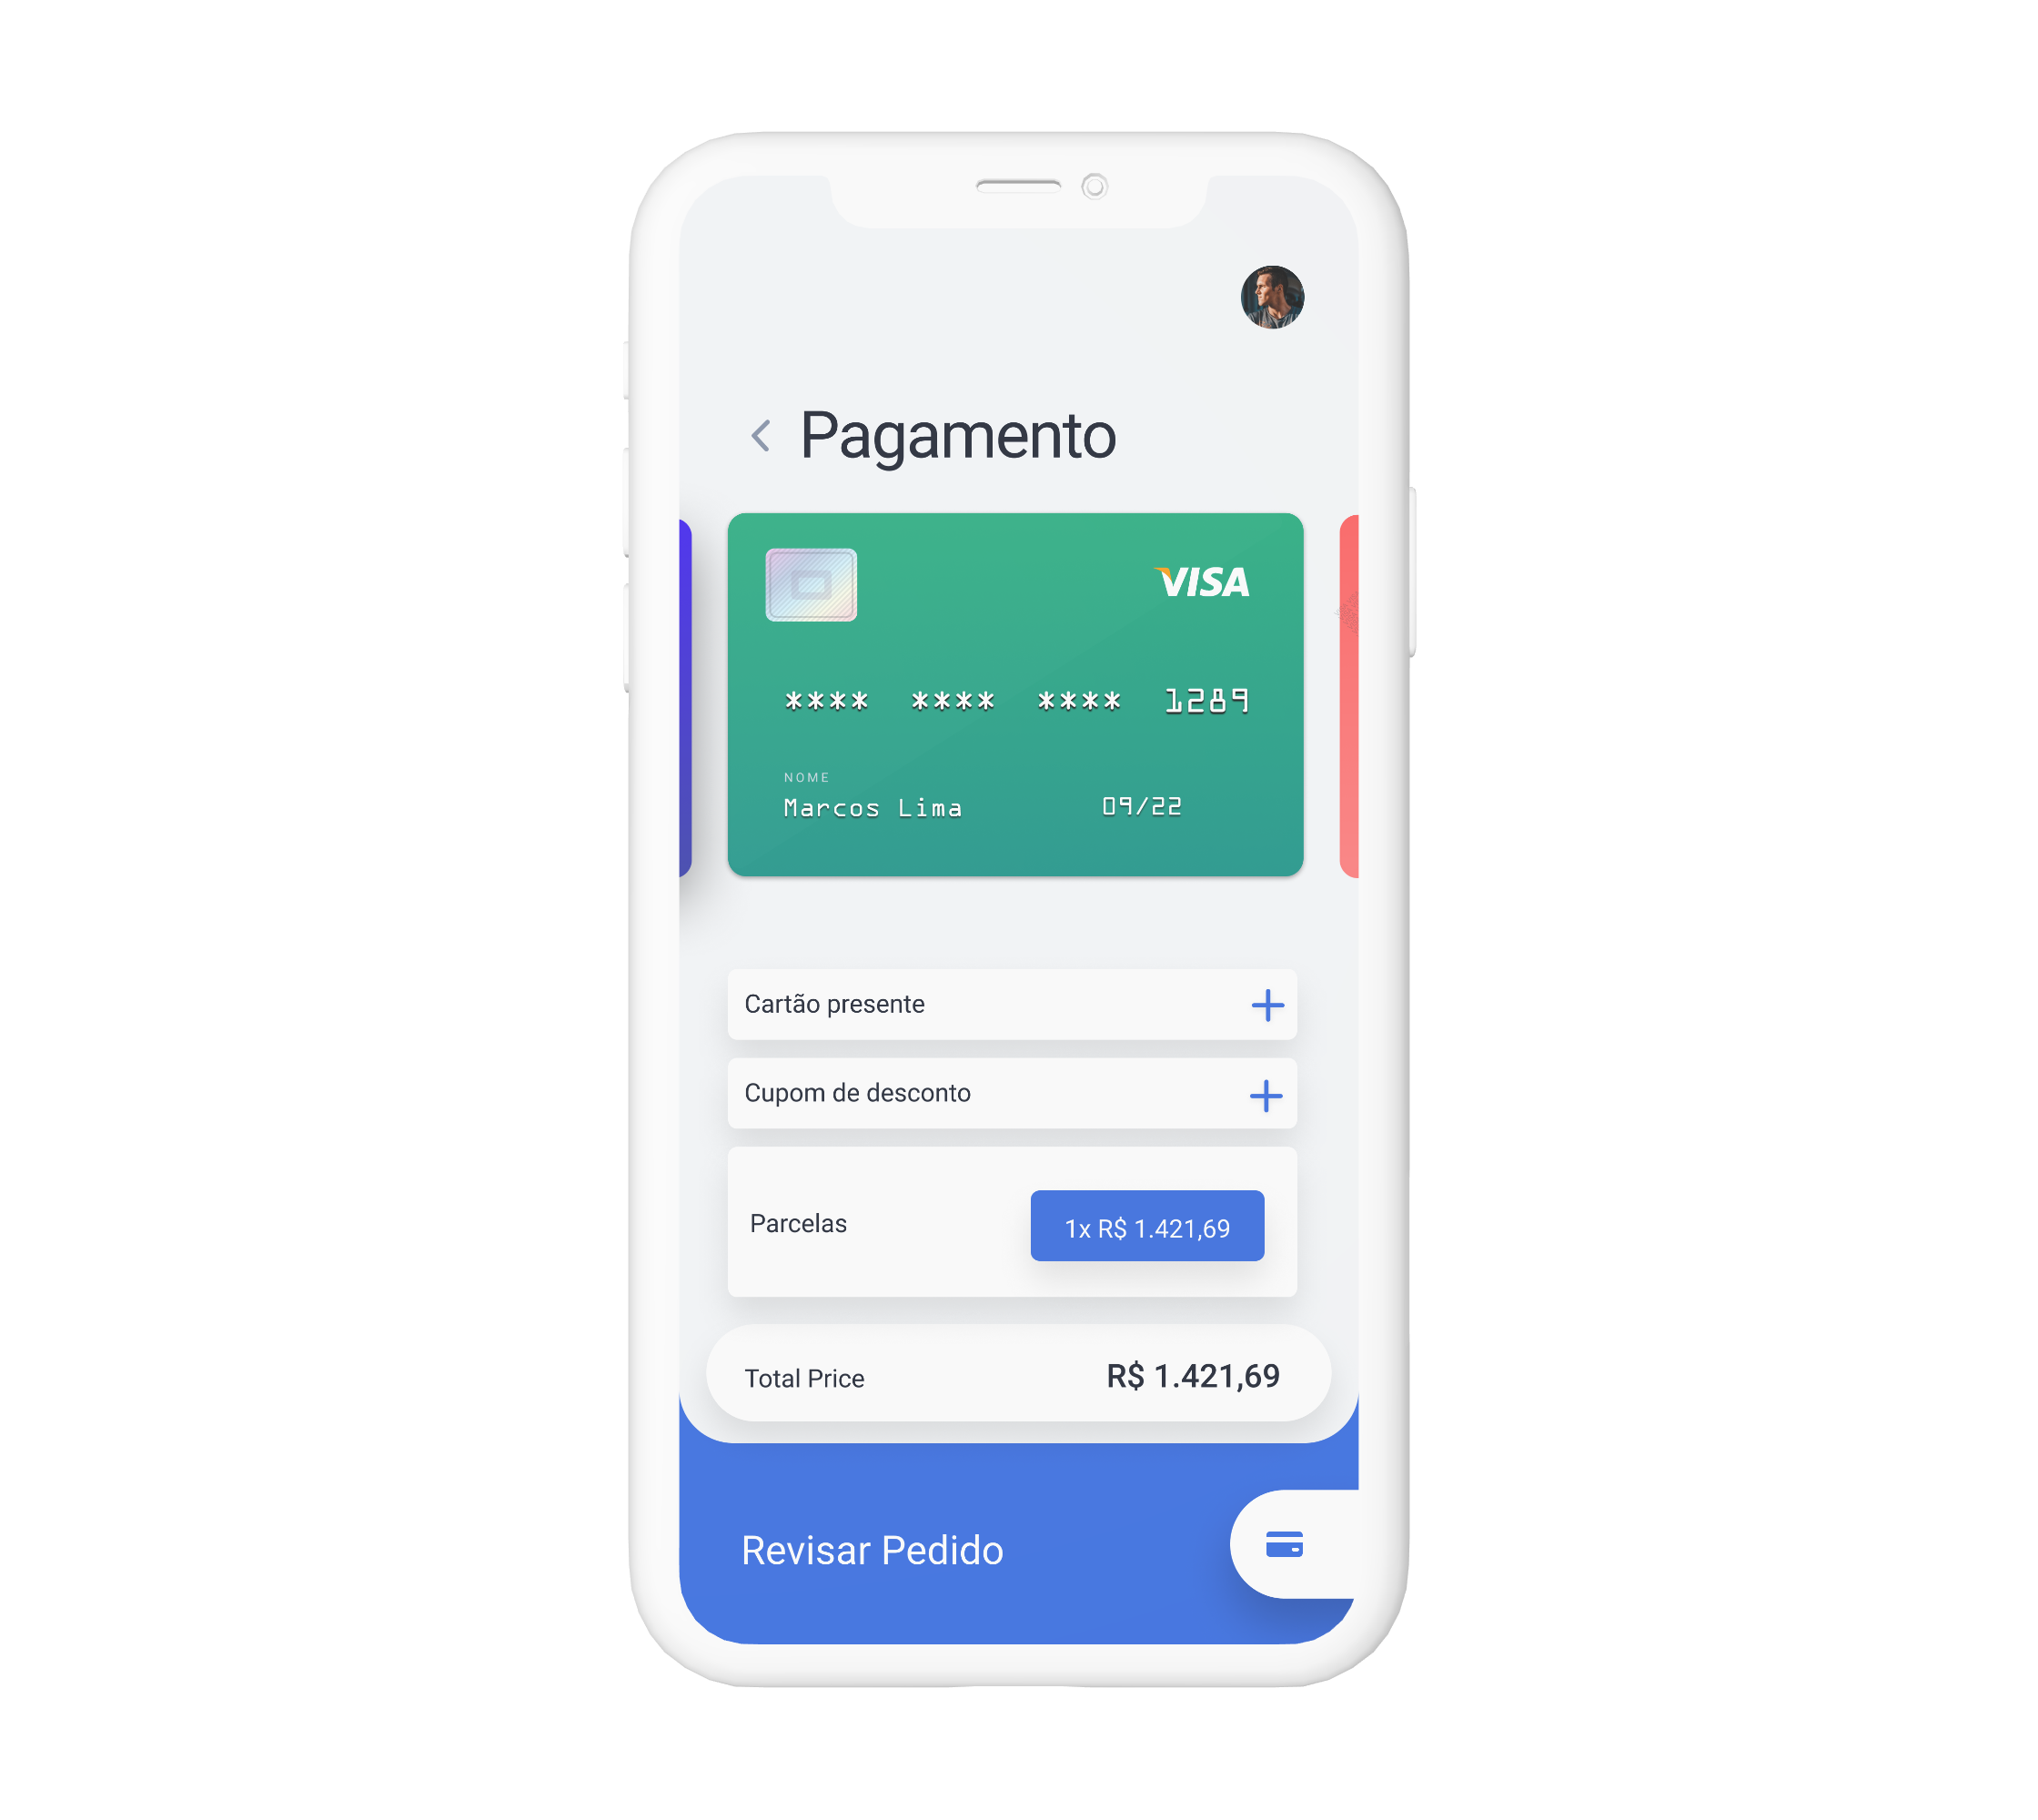 Pagamento
VISA
**** **** **** 1289
NOME
Marcos Lima 09/22
Cartão presente
Cupom de desconto
Parcelas 1x R$ 1.421,69
Total Price R$ 1.421,69
Revisar Pedido